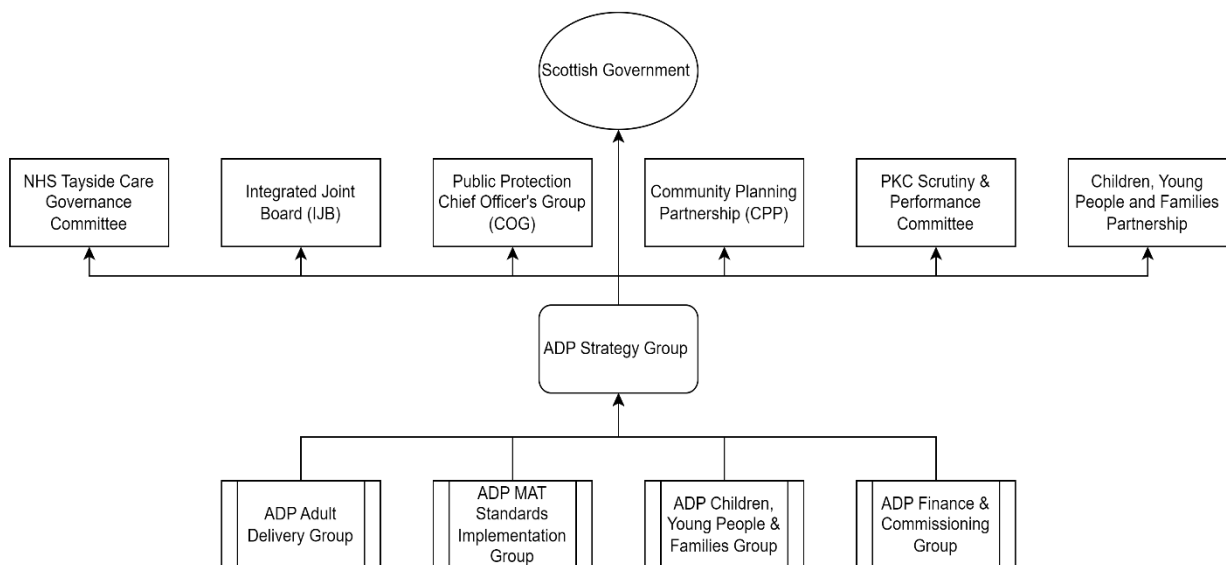 Scottish Government
NHS Tayside Care
Governance
Committee
Integrated Joint
Board (IJB)
Public Protection
Chief Officer's Group
(COG)
Community Planning
Partnership (CPP)
PKC Scrutiny &
Performance
Committee
Children, Young
People and Families
Partnership
ADP Strategy Group
ADP Adult
Delivery Group
ADP MAT
Standards
Implementation
Group
ADP Children,
Young People &
Families Group
ADP Finance &
Commissioning
Group